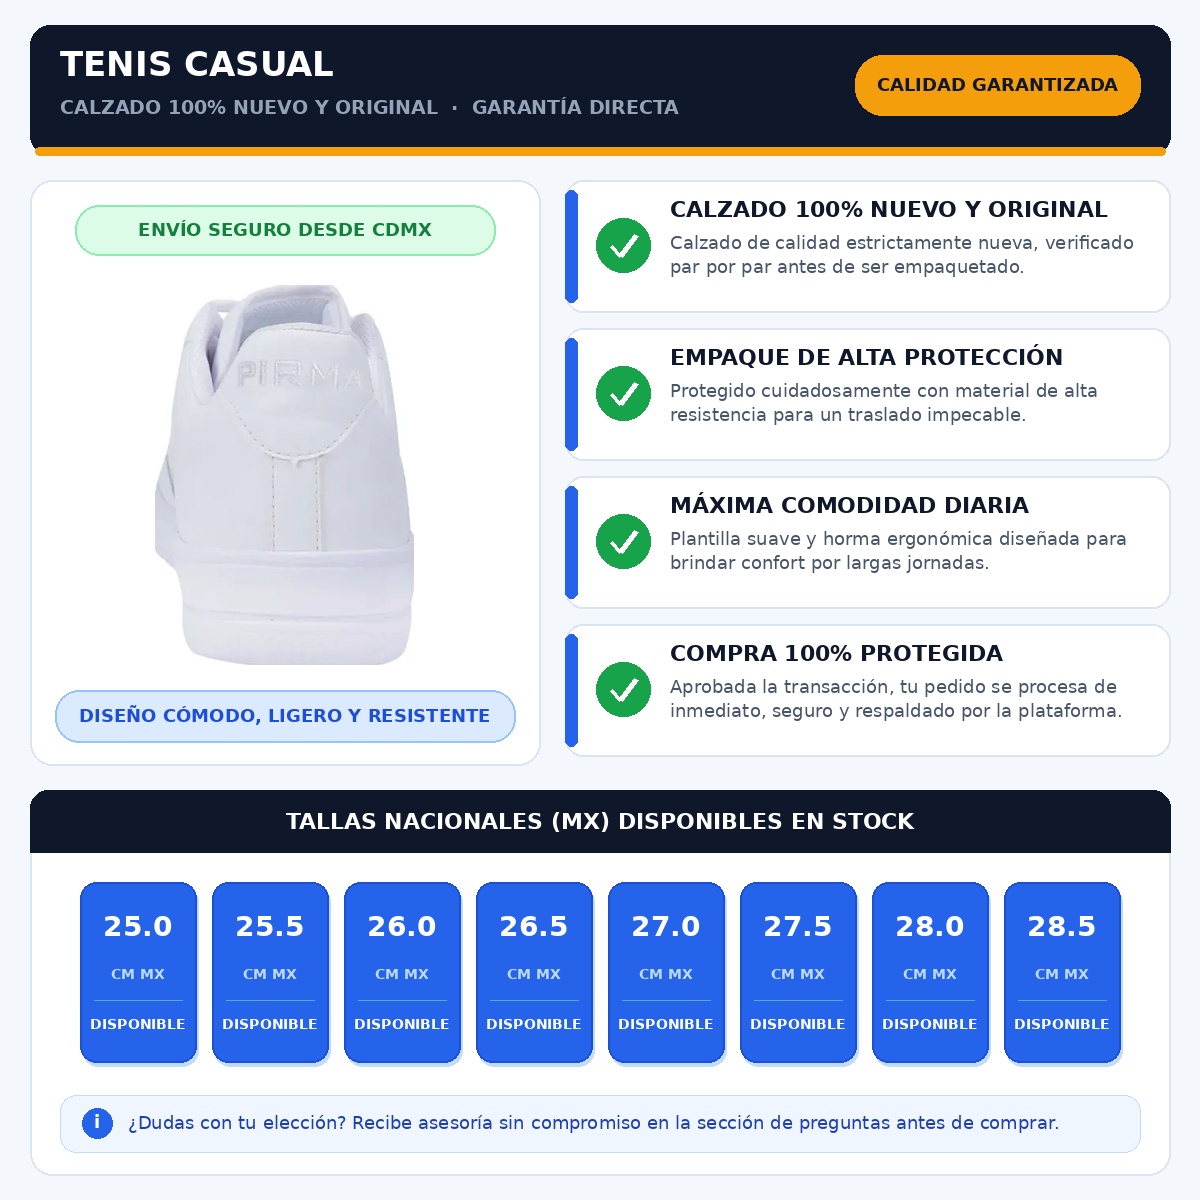 TENIS CASUAL
CALZADO 100% NUEVO Y ORIGINAL · GARANTÍA DIRECTA
CALIDAD GARANTIZADA
ENVÍO SEGURO DESDE CDMX
PIRMA
DISEÑO CÓMODO, LIGERO Y RESISTENTE
CALZADO 100% NUEVO Y ORIGINAL
Calzado de calidad estrictamente nueva, verificado
par por par antes de ser empaquetado.
EMPAQUE DE ALTA PROTECCIÓN
Protegido cuidadosamente con material de alta
resistencia para un traslado impecable.
MÁXIMA COMODIDAD DIARIA
Plantilla suave y horma ergonómica diseñada para
brindar confort por largas jornadas.
COMPRA 100% PROTEGIDA
Aprobada la transacción, tu pedido se procesa de
inmediato, seguro y respaldado por la plataforma.
TALLAS NACIONALES (MX) DISPONIBLES EN STOCK
25.0 25.5 26.0 26.5 27.0 27.5 28.0 28.5
CM MX CM MX CM MX CM MX CM MX CM MX CM MX CM MX
DISPONIBLE DISPONIBLE DISPONIBLE DISPONIBLE DISPONIBLE DISPONIBLE DISPONIBLE DISPONIBLE
i ¿Dudas con tu elección? Recibe asesoría sin compromiso en la sección de preguntas antes de comprar.